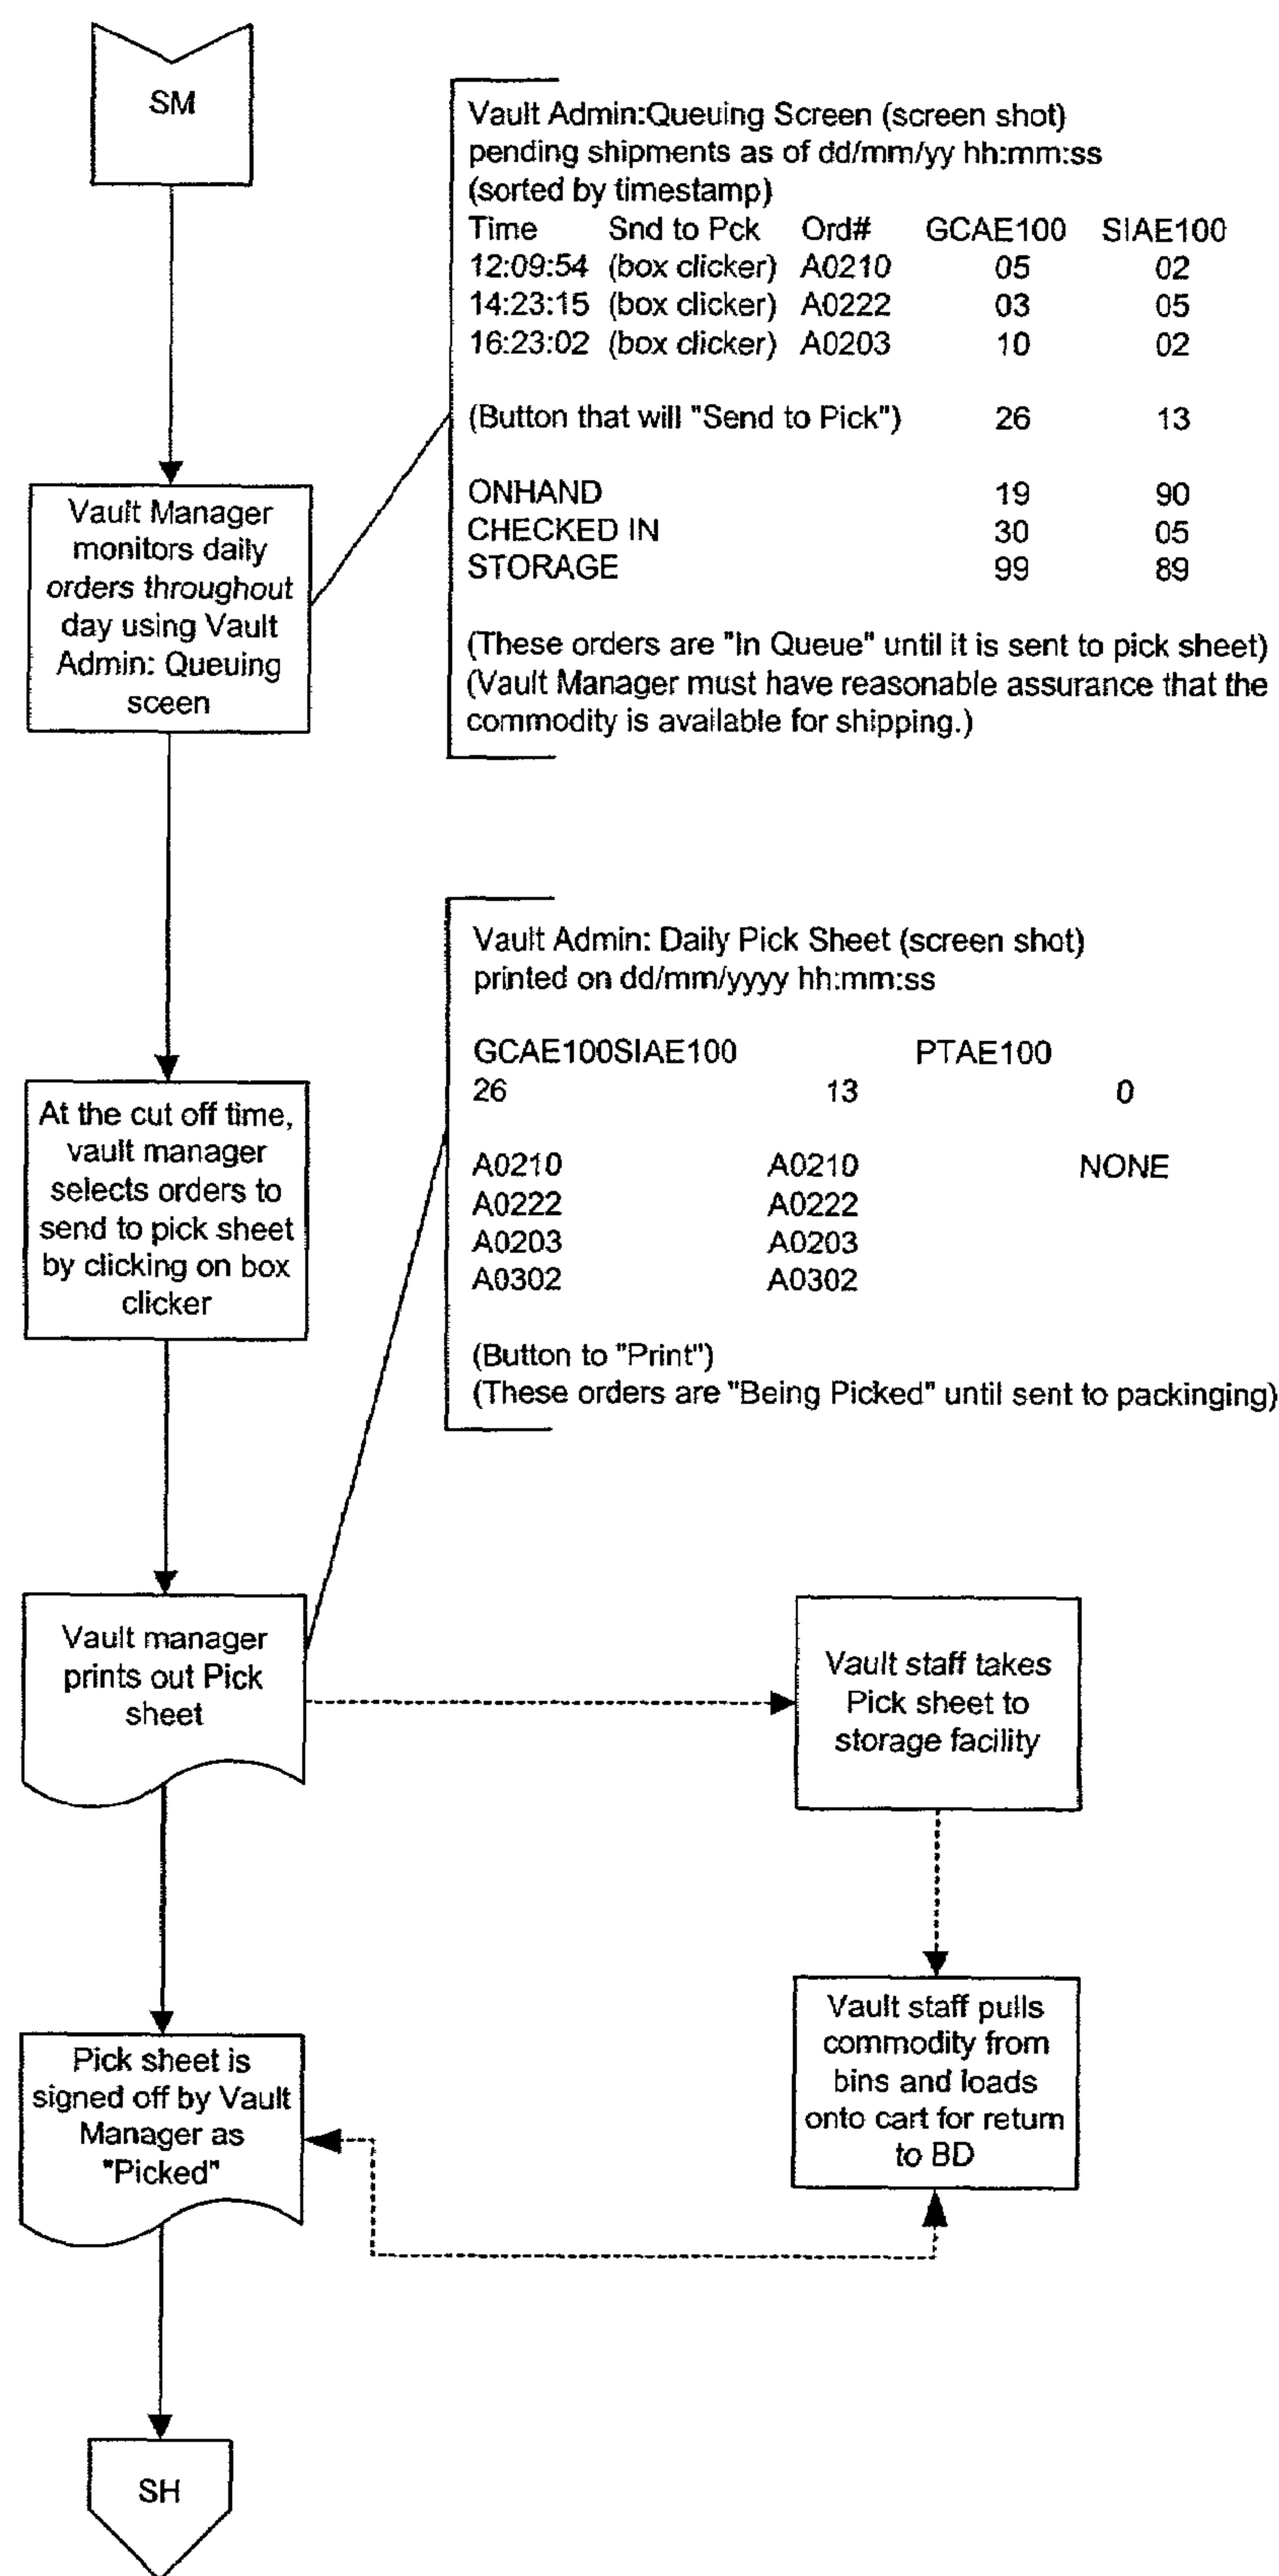 SM
Vault Admin:Queuing Screen (screen shot)
pending shipments as of dd/mm/yy hh:mm:ss
(sorted by timestamp)
Time Snd to Pck Ord# GCAE100 SIAE100
12:09:54 (box clicker) A0210 05 02
14:23:15 (box clicker) A0222 03 05
16:23:02 (box clicker) A0203 10 02
(Button that will "Send to Pick") 26 13
ONHAND 19 90
CHECKED IN 30 05
STORAGE 99 89
(These orders are "In Queue" until it is sent to pick sheet)
(Vault Manager must have reasonable assurance that the
commodity is available for shipping.)
Vault Manager
monitors daily
orders throughout
day using Vault
Admin: Queuing
sceen
Vault Admin: Daily Pick Sheet (screen shot)
printed on dd/mm/yyyy hh:mm:ss
GCAE100SIAE100 PTAE100
26 13 0
A0210 A0210 NONE
A0222 A0222
A0203 A0203
A0302 A0302
(Button to "Print")
(These orders are "Being Picked" until sent to packinging)
At the cut off time,
vault manager
selects orders to
send to pick sheet
by clicking on box
clicker
Vault manager
prints out Pick
sheet
Vault staff takes
Pick sheet to
storage facility
Vault staff pulls
commodity from
bins and loads
onto cart for return
to BD
Pick sheet is
signed off by Vault
Manager as
"Picked"
SH